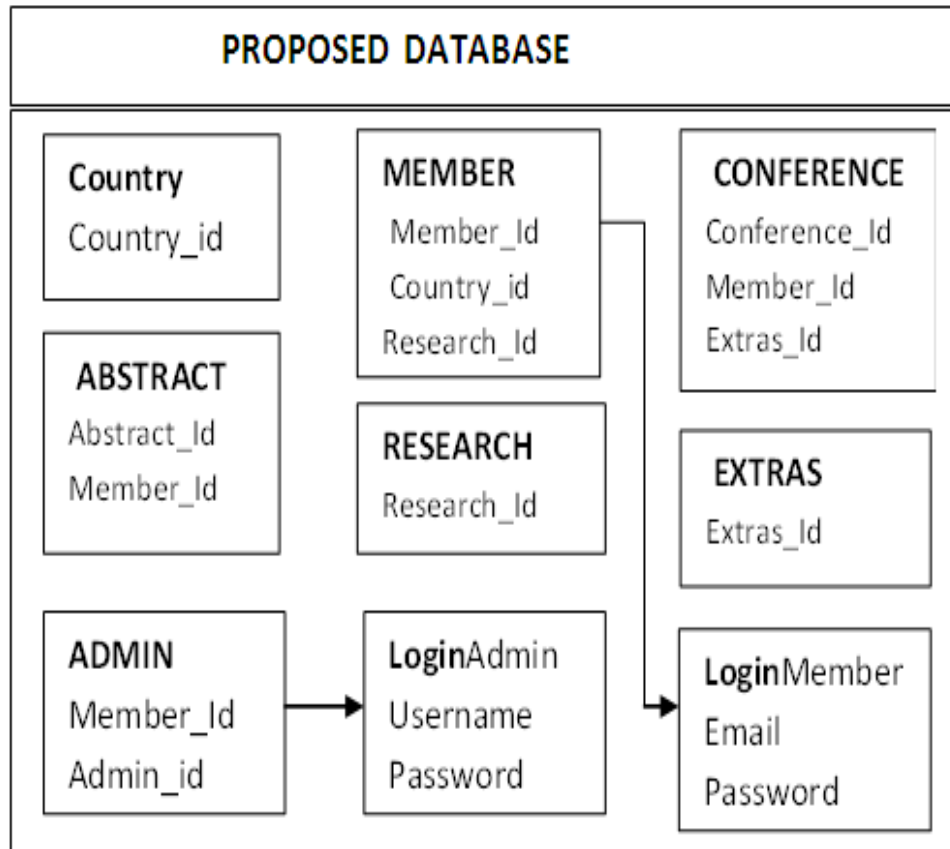 PROPOSED DATABASE
Country
Country_id
MEMBER
Member_Id
Country_id
Research_Id
CONFERENCE
Conference_Id
Member_Id
Extras_Id
ABSTRACT
Abstract_Id
Member_Id
RESEARCH
Research_Id
EXTRAS
Extras_Id
ADMIN
Member_Id
Admin_id
LoginAdmin
Username
Password
LoginMember
Email
Password